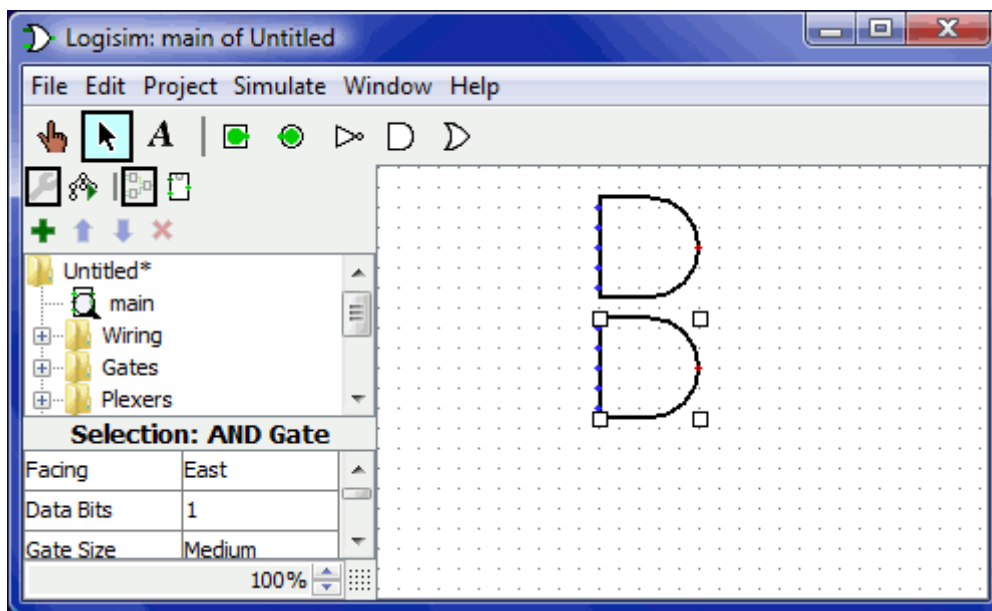 Logisim: main of Untitled
File Edit Project Simulate Window Help
A
Untitled*
main
Wiring
Gates
Plexers
Selection: AND Gate
Facing East
Data Bits 1
Gate Size Medium
100%